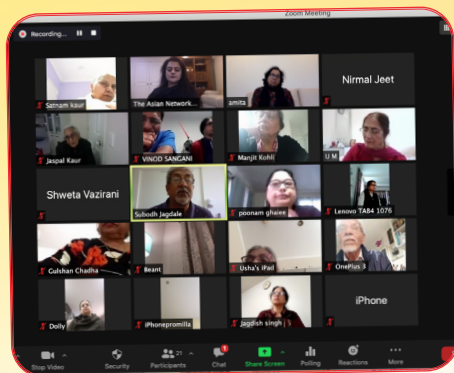 Zoom Meeting
Recording...
Satnam kaur
The Asian Network...
amita
Nirmal Jeet
Jaspal Kaur
VINOD SANGANI
Manjit Kohli
U M
Shweta Vazirani
Subodh Jagdale
poonam ghaiee
Lenovo TAB4 1076
Gulshan Chadha
Beant
Usha's iPad
OnePlus 3
Dolly
iPhonepromilla
Jagdish singh j
iPhone
Stop Video
Security
Participants
21
Chat
1
Share Screen
Polling
Reactions
More